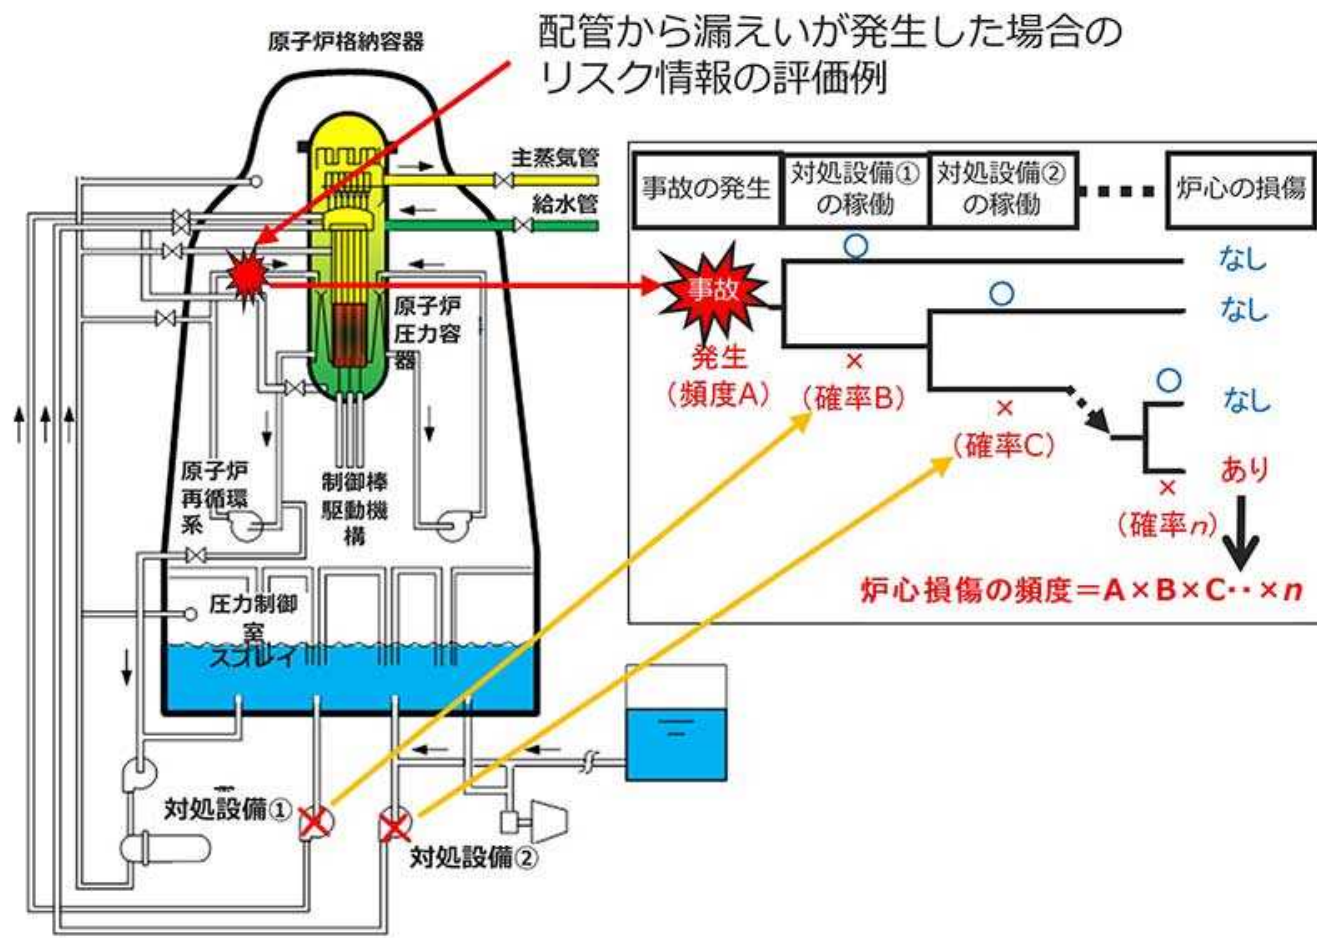 配管から漏えいが発生した場合の
リスク情報の評価例
原子炉格納容器
主蒸気管
給水管
原子炉
圧力容
器
原子炉
再循環
系
制御棒
駆動機
構
圧力制御
室
スプレイ
対処設備①
対処設備②
事故の発生
対処設備①
の稼働
対処設備②
の稼働
炉心の損傷
事故
発生
(頻度A)
○
×
(確率B)
○
×
(確率C)
○
×
(確率n)
なし
なし
なし
あり
炉心損傷の頻度＝A×B×C‥×n